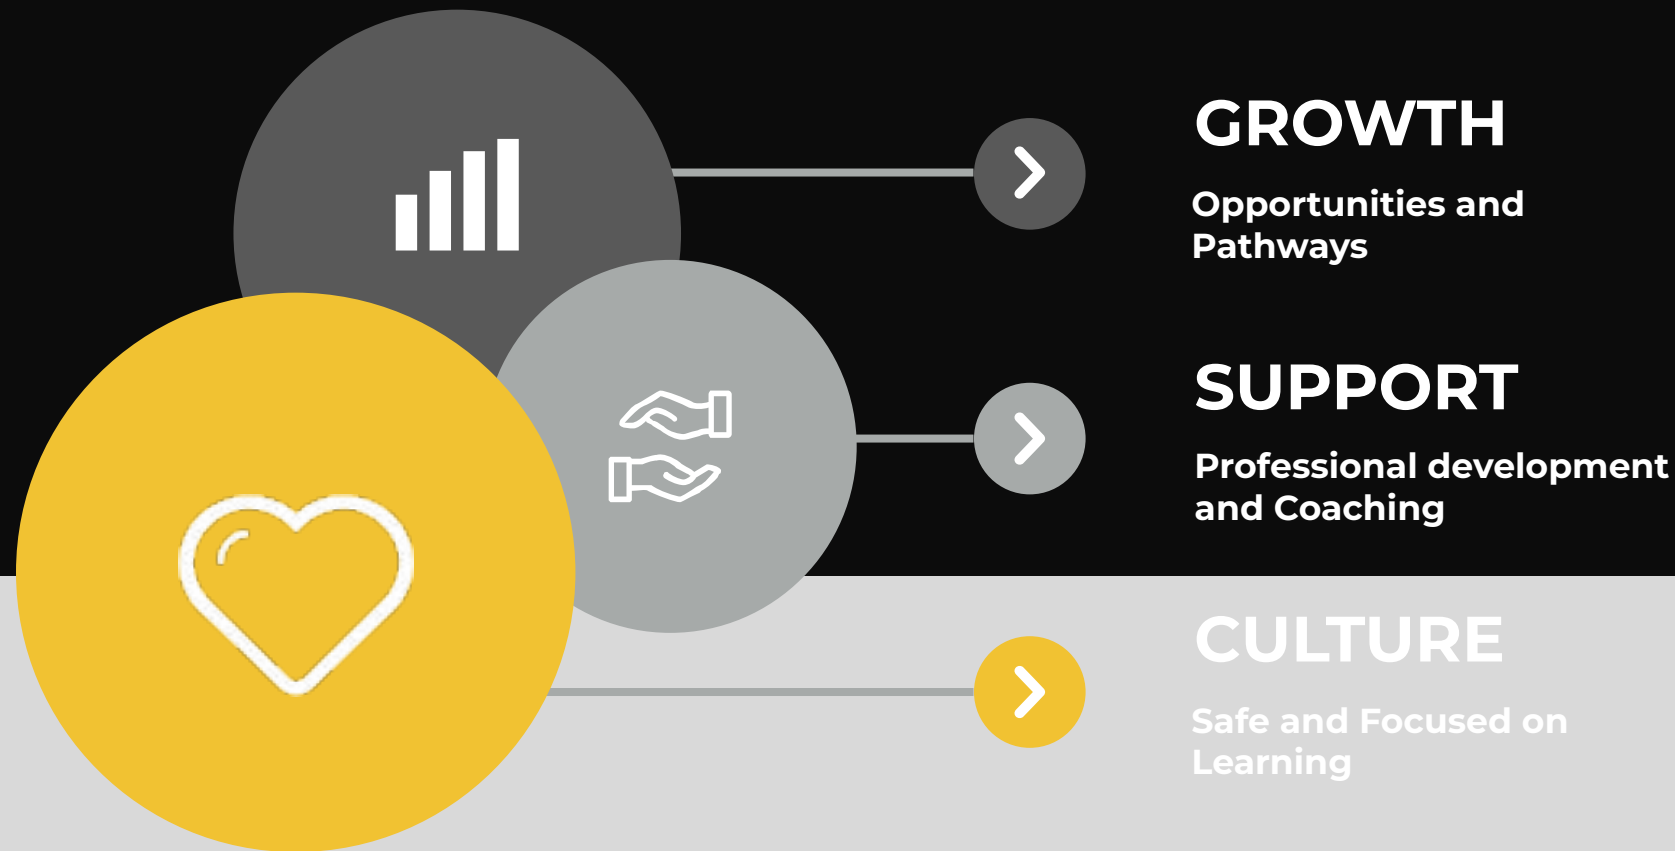 GROWTH
Opportunities and
Pathways
SUPPORT
Professional development
and Coaching
CULTURE
Safe and Focused on
Learning